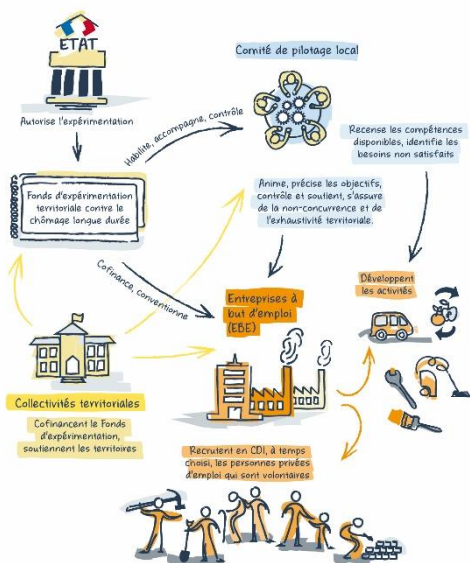 ETAT
Autorise l'expérimentation
Comité de pilotage local
Habilite, accompagne, contrôle
Recense les compétences
disponibles, identifie les
besoins non satisfaits
Fonds d'expérimentation
territoriale contre le
chômage longue durée
Anime, précise les objectifs,
contrôle et soutient, s'assure
de la non-concurrence et de
l'exhaustivité territoriale.
Cofinance, conventionne
Développent
les activités
Entreprises à
but d'emploi
(EBE)
Collectivités territoriales
Cofinancent le Fonds
d'expérimentation,
soutiennent les territoires
Recrutent en CDI, à temps
choisi, les personnes privées
d'emploi qui sont volontaires